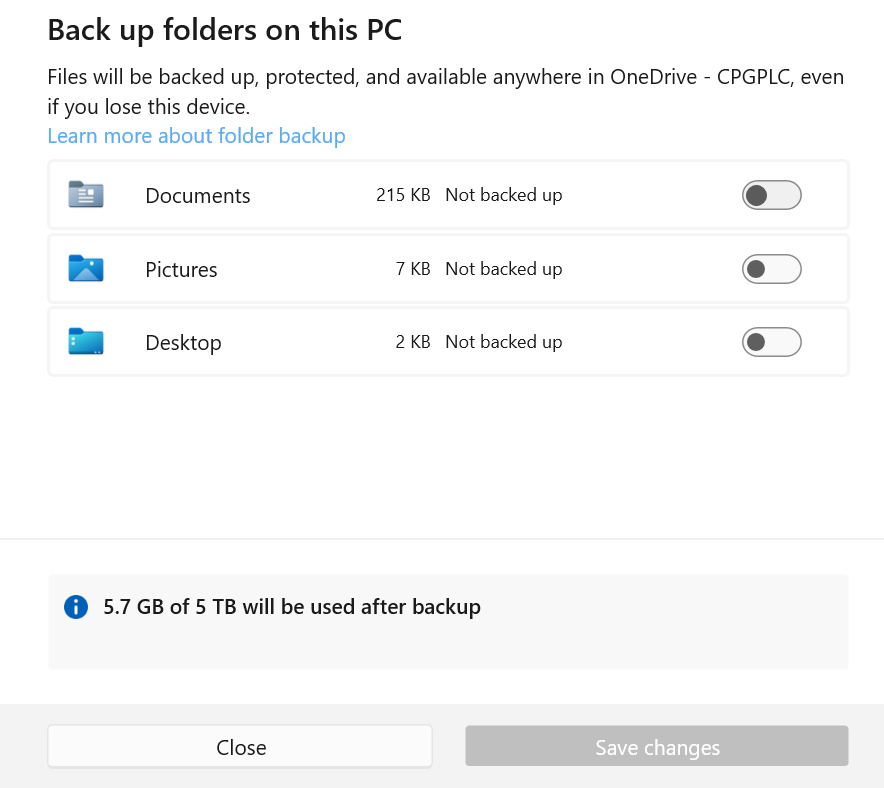 Back up folders on this PC
Files will be backed up, protected, and available anywhere in OneDrive - CPGPLC, even
if you lose this device.
Learn more about folder backup
Documents 215 KB Not backed up
Pictures 7 KB Not backed up
Desktop 2 KB Not backed up
5.7 GB of 5 TB will be used after backup
Close Save changes